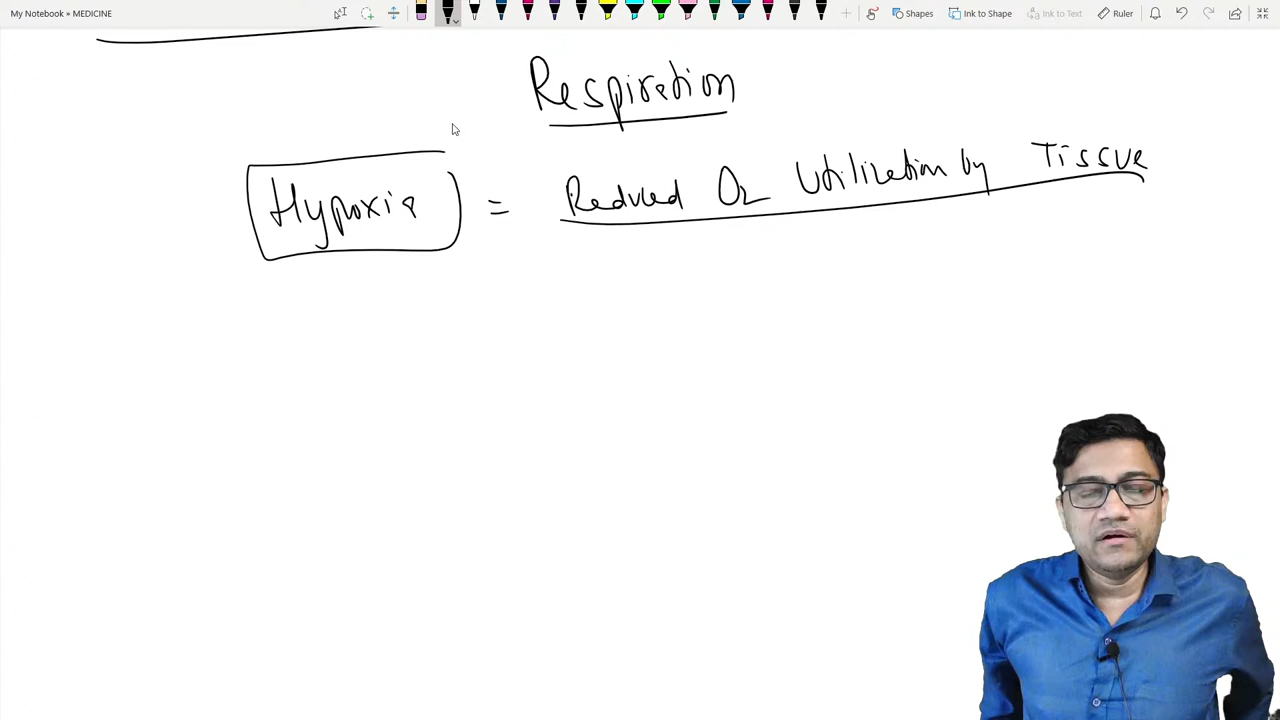 My Notebook » MEDICINE
Shapes
Ink to Shape
Ink to Text
Ruler
Respiration
Hypoxia = Reduced O2 Utilization by Tissue